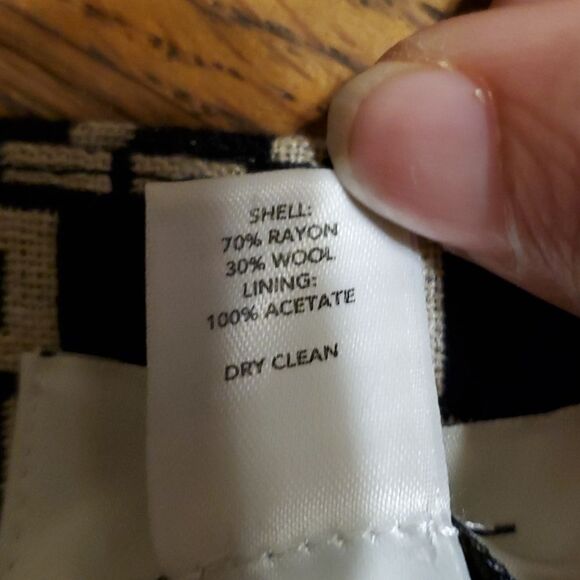 SHELL:
70% RAYON
30% WOOL
LINING:
100% ACETATE
DRY CLEAN